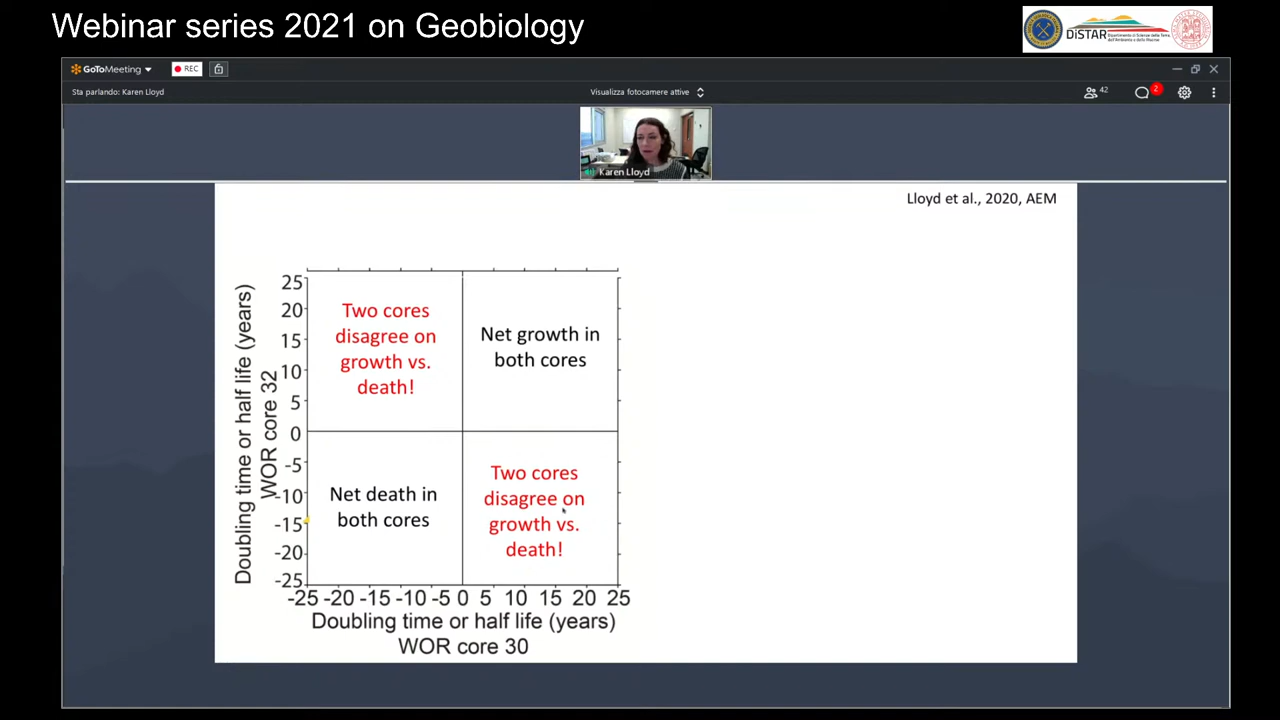 Webinar series 2021 on Geobiology
DiSTAR
GoToMeeting
REC
Sta parlando: Karen Lloyd
Visualizza fotocamere attive
42
2
Karen Lloyd
Lloyd et al., 2020, AEM
Doubling time or half life (years)
WOR core 32
25
20
15
10
5
0
-5
-10
-15
-20
-25
Two cores
disagree on
growth vs.
death!
Net growth in
both cores
Net death in
both cores
Two cores
disagree on
growth vs.
death!
-25 -20 -15 -10 -5 0 5 10 15 20 25
Doubling time or half life (years)
WOR core 30